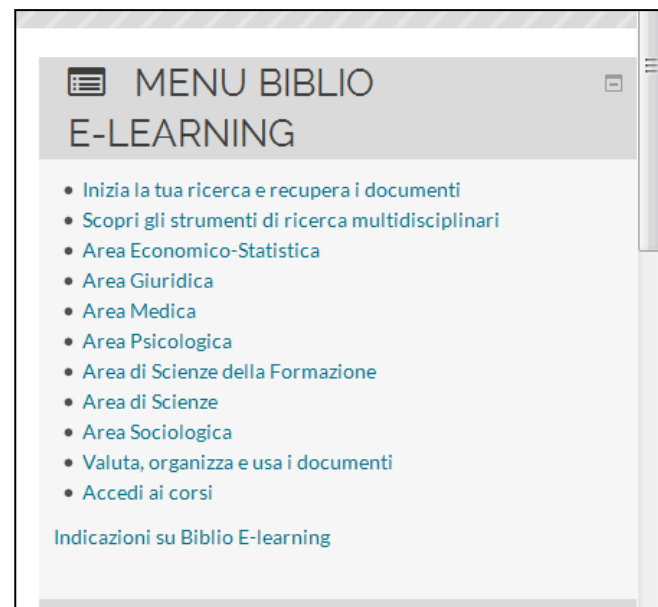 MENU BIBLIO
E-LEARNING
Inizia la tua ricerca e recupera i documenti
Scopri gli strumenti di ricerca multidisciplinari
Area Economico-Statistica
Area Giuridica
Area Medica
Area Psicologica
Area di Scienze della Formazione
Area di Scienze
Area Sociologica
Valuta, organizza e usa i documenti
Accedi ai corsi
Indicazioni su Biblio E-learning